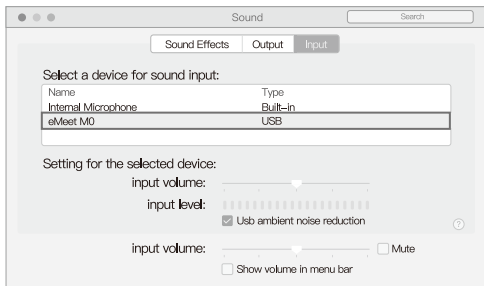 Sound
Search
Sound Effects Output Input
Select a device for sound input:
Name Type
Internal Microphone Built–in
eMeet M0 USB
Setting for the selected device:
input volume:
input level:
Usb ambient noise reduction
?
input volume: Mute
Show volume in menu bar